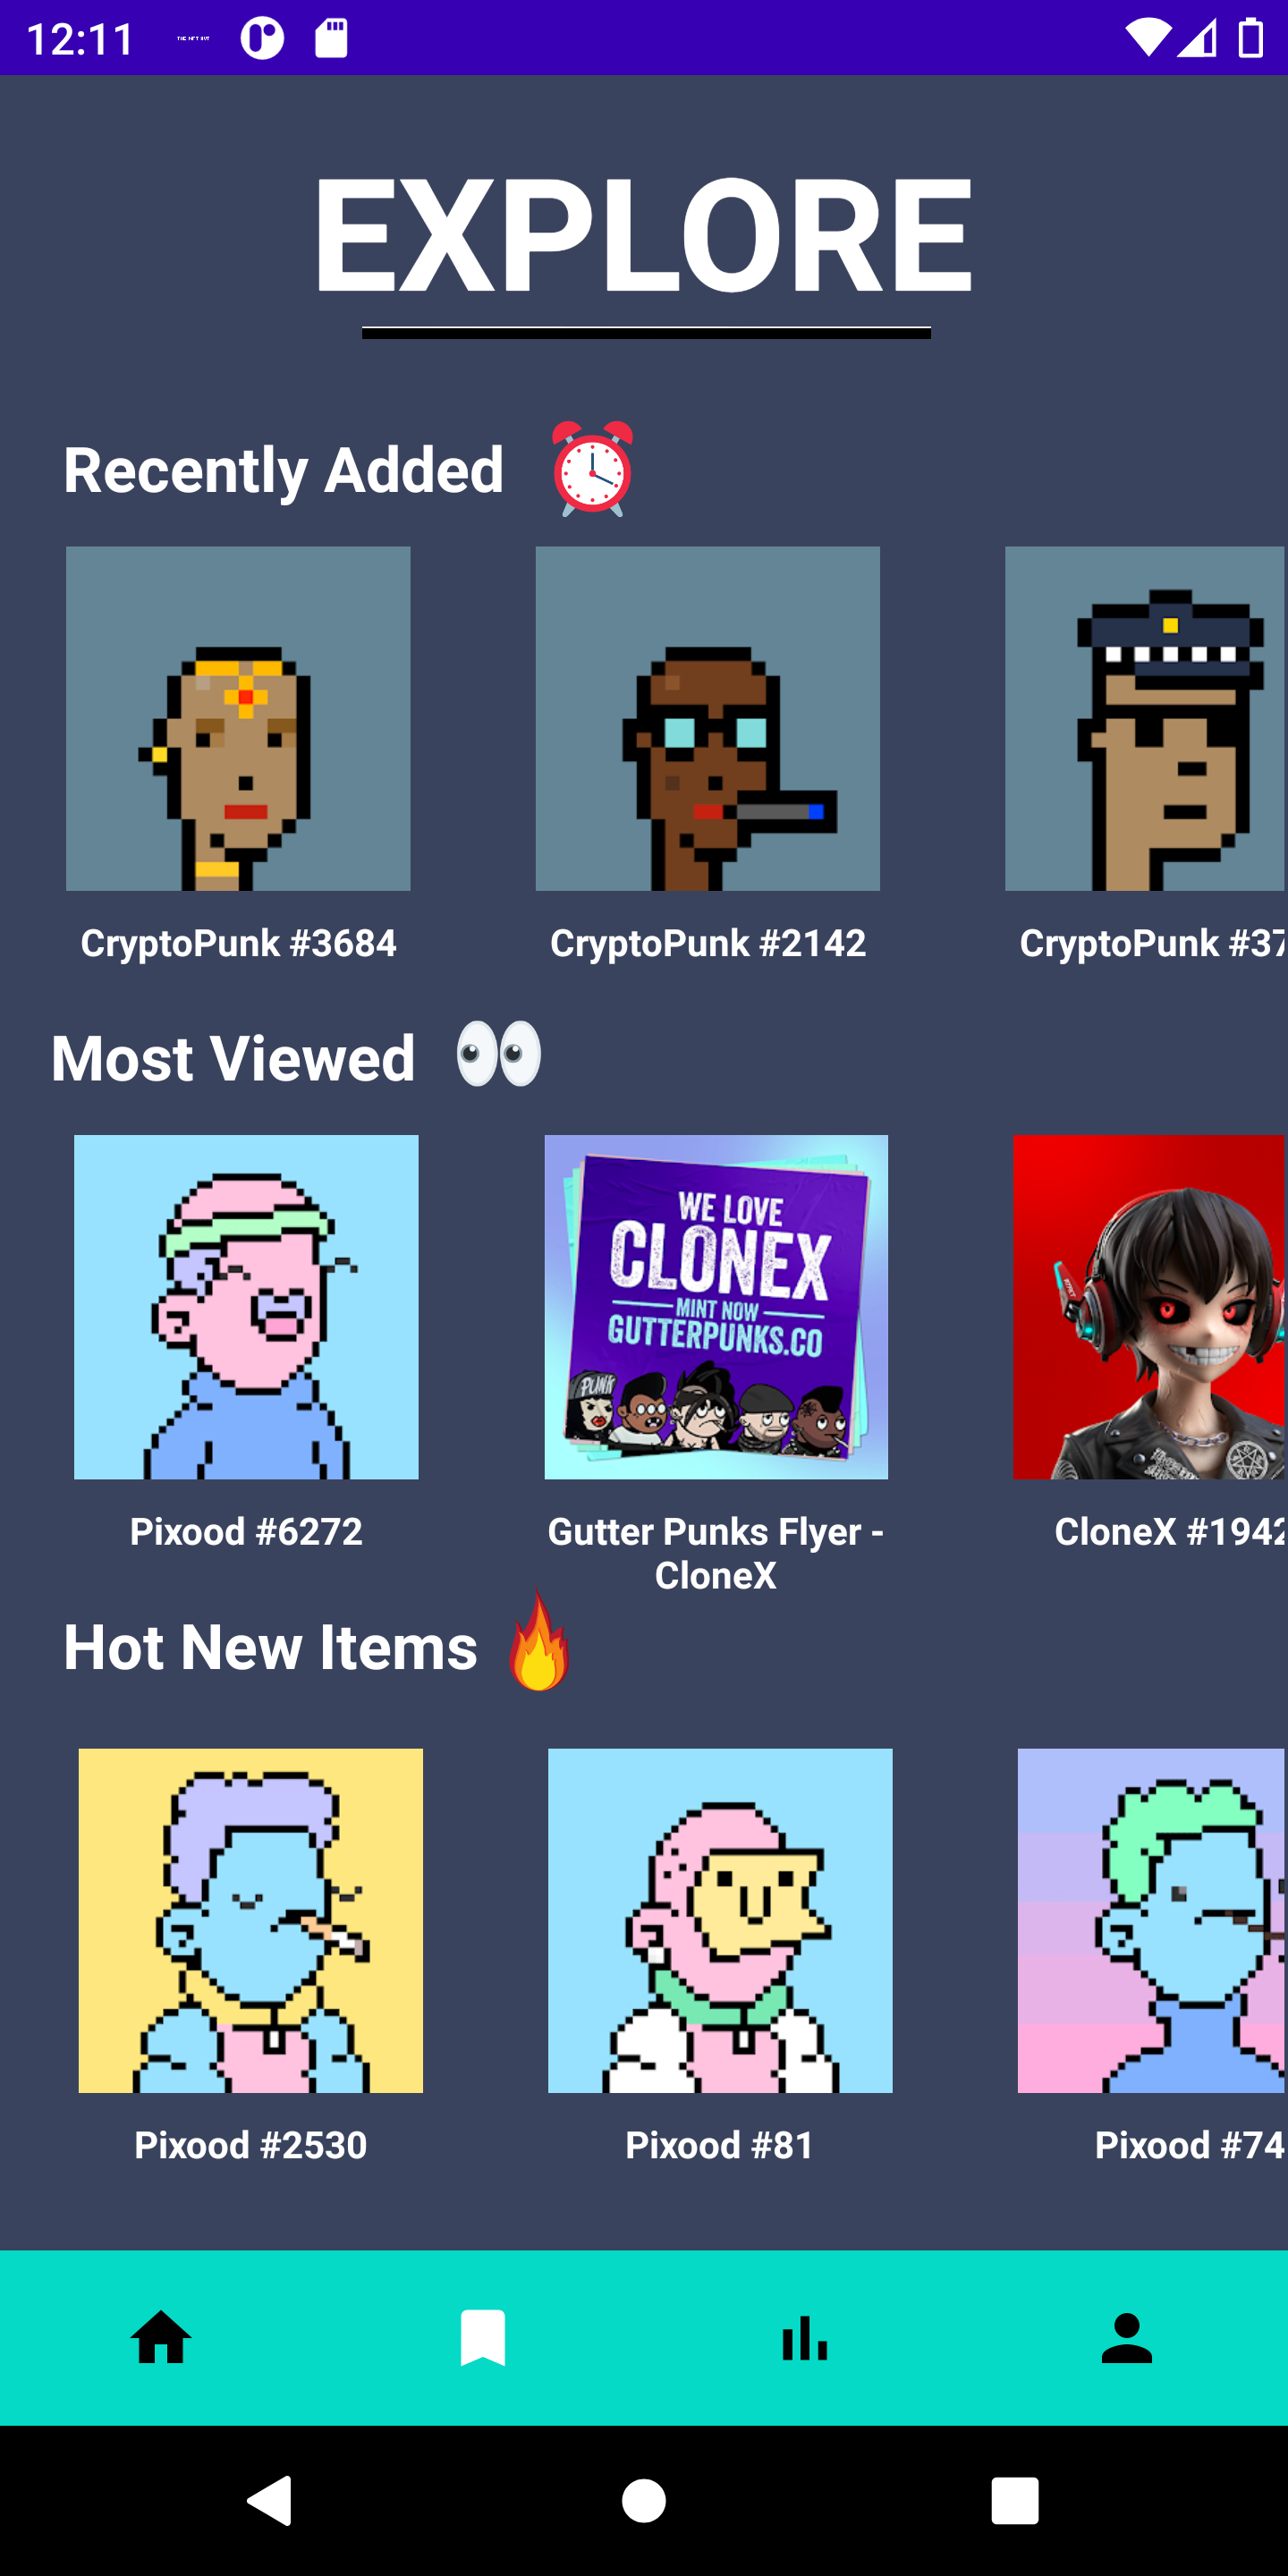 12:11
EXPLORE
Recently Added
CryptoPunk #3684
CryptoPunk #2142
CryptoPunk #37
Most Viewed
WE LOVE
CLONEX
MINT NOW
GUTTERPUNKS.CO
PUNK
Pixood #6272
Gutter Punks Flyer -
CloneX
CloneX #1942
Hot New Items
Pixood #2530
Pixood #81
Pixood #74